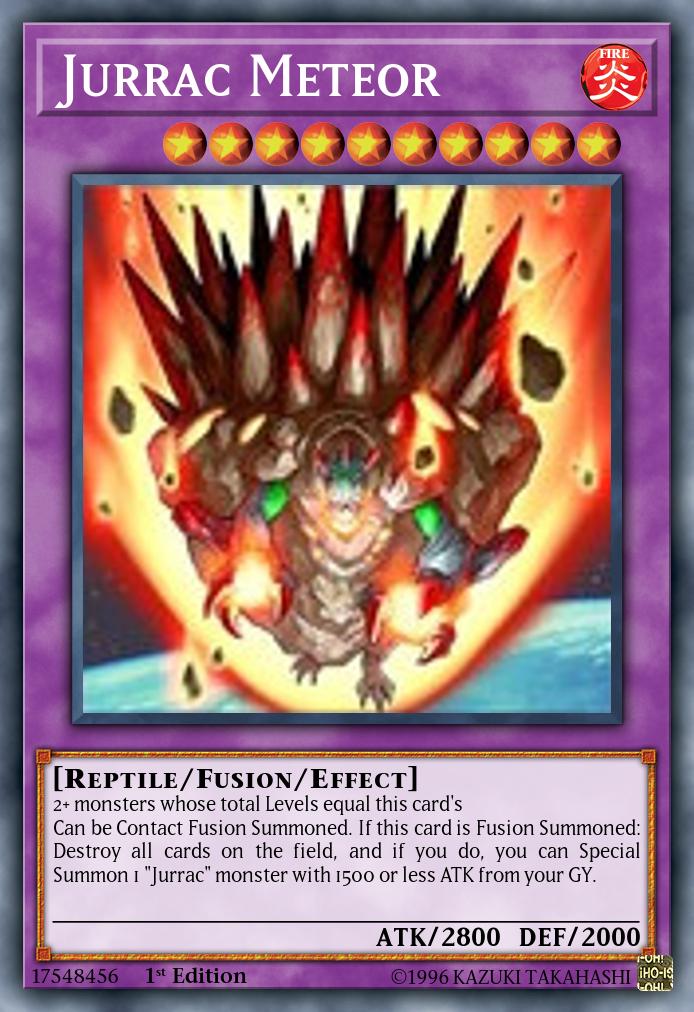 Jurrac Meteor
FIRE
炎
[Reptile/Fusion/Effect]
2+ monsters whose total Levels equal this card's
Can be Contact Fusion Summoned. If this card is Fusion Summoned:
Destroy all cards on the field, and if you do, you can Special
Summon 1 "Jurrac" monster with 1500 or less ATK from your GY.
ATK/2800 DEF/2000
17548456 1st Edition ©1996 KAZUKI TAKAHASHI